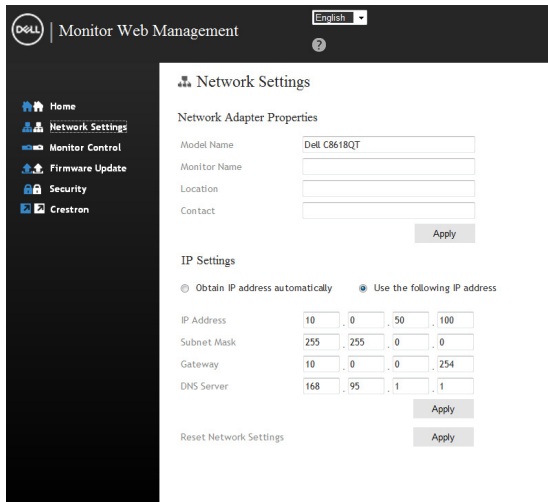 DELL | Monitor Web Management
English
?
Home
Network Settings
Monitor Control
Firmware Update
Security
Crestron
Network Settings
Network Adapter Properties
Model Name Dell C8618QT
Monitor Name
Location
Contact
Apply
IP Settings
Obtain IP address automatically Use the following IP address
IP Address 10 . 0 . 50 . 100
Subnet Mask 255 . 255 . 0 . 0
Gateway 10 . 0 . 0 . 254
DNS Server 168 . 95 . 1 . 1
Apply
Reset Network Settings Apply